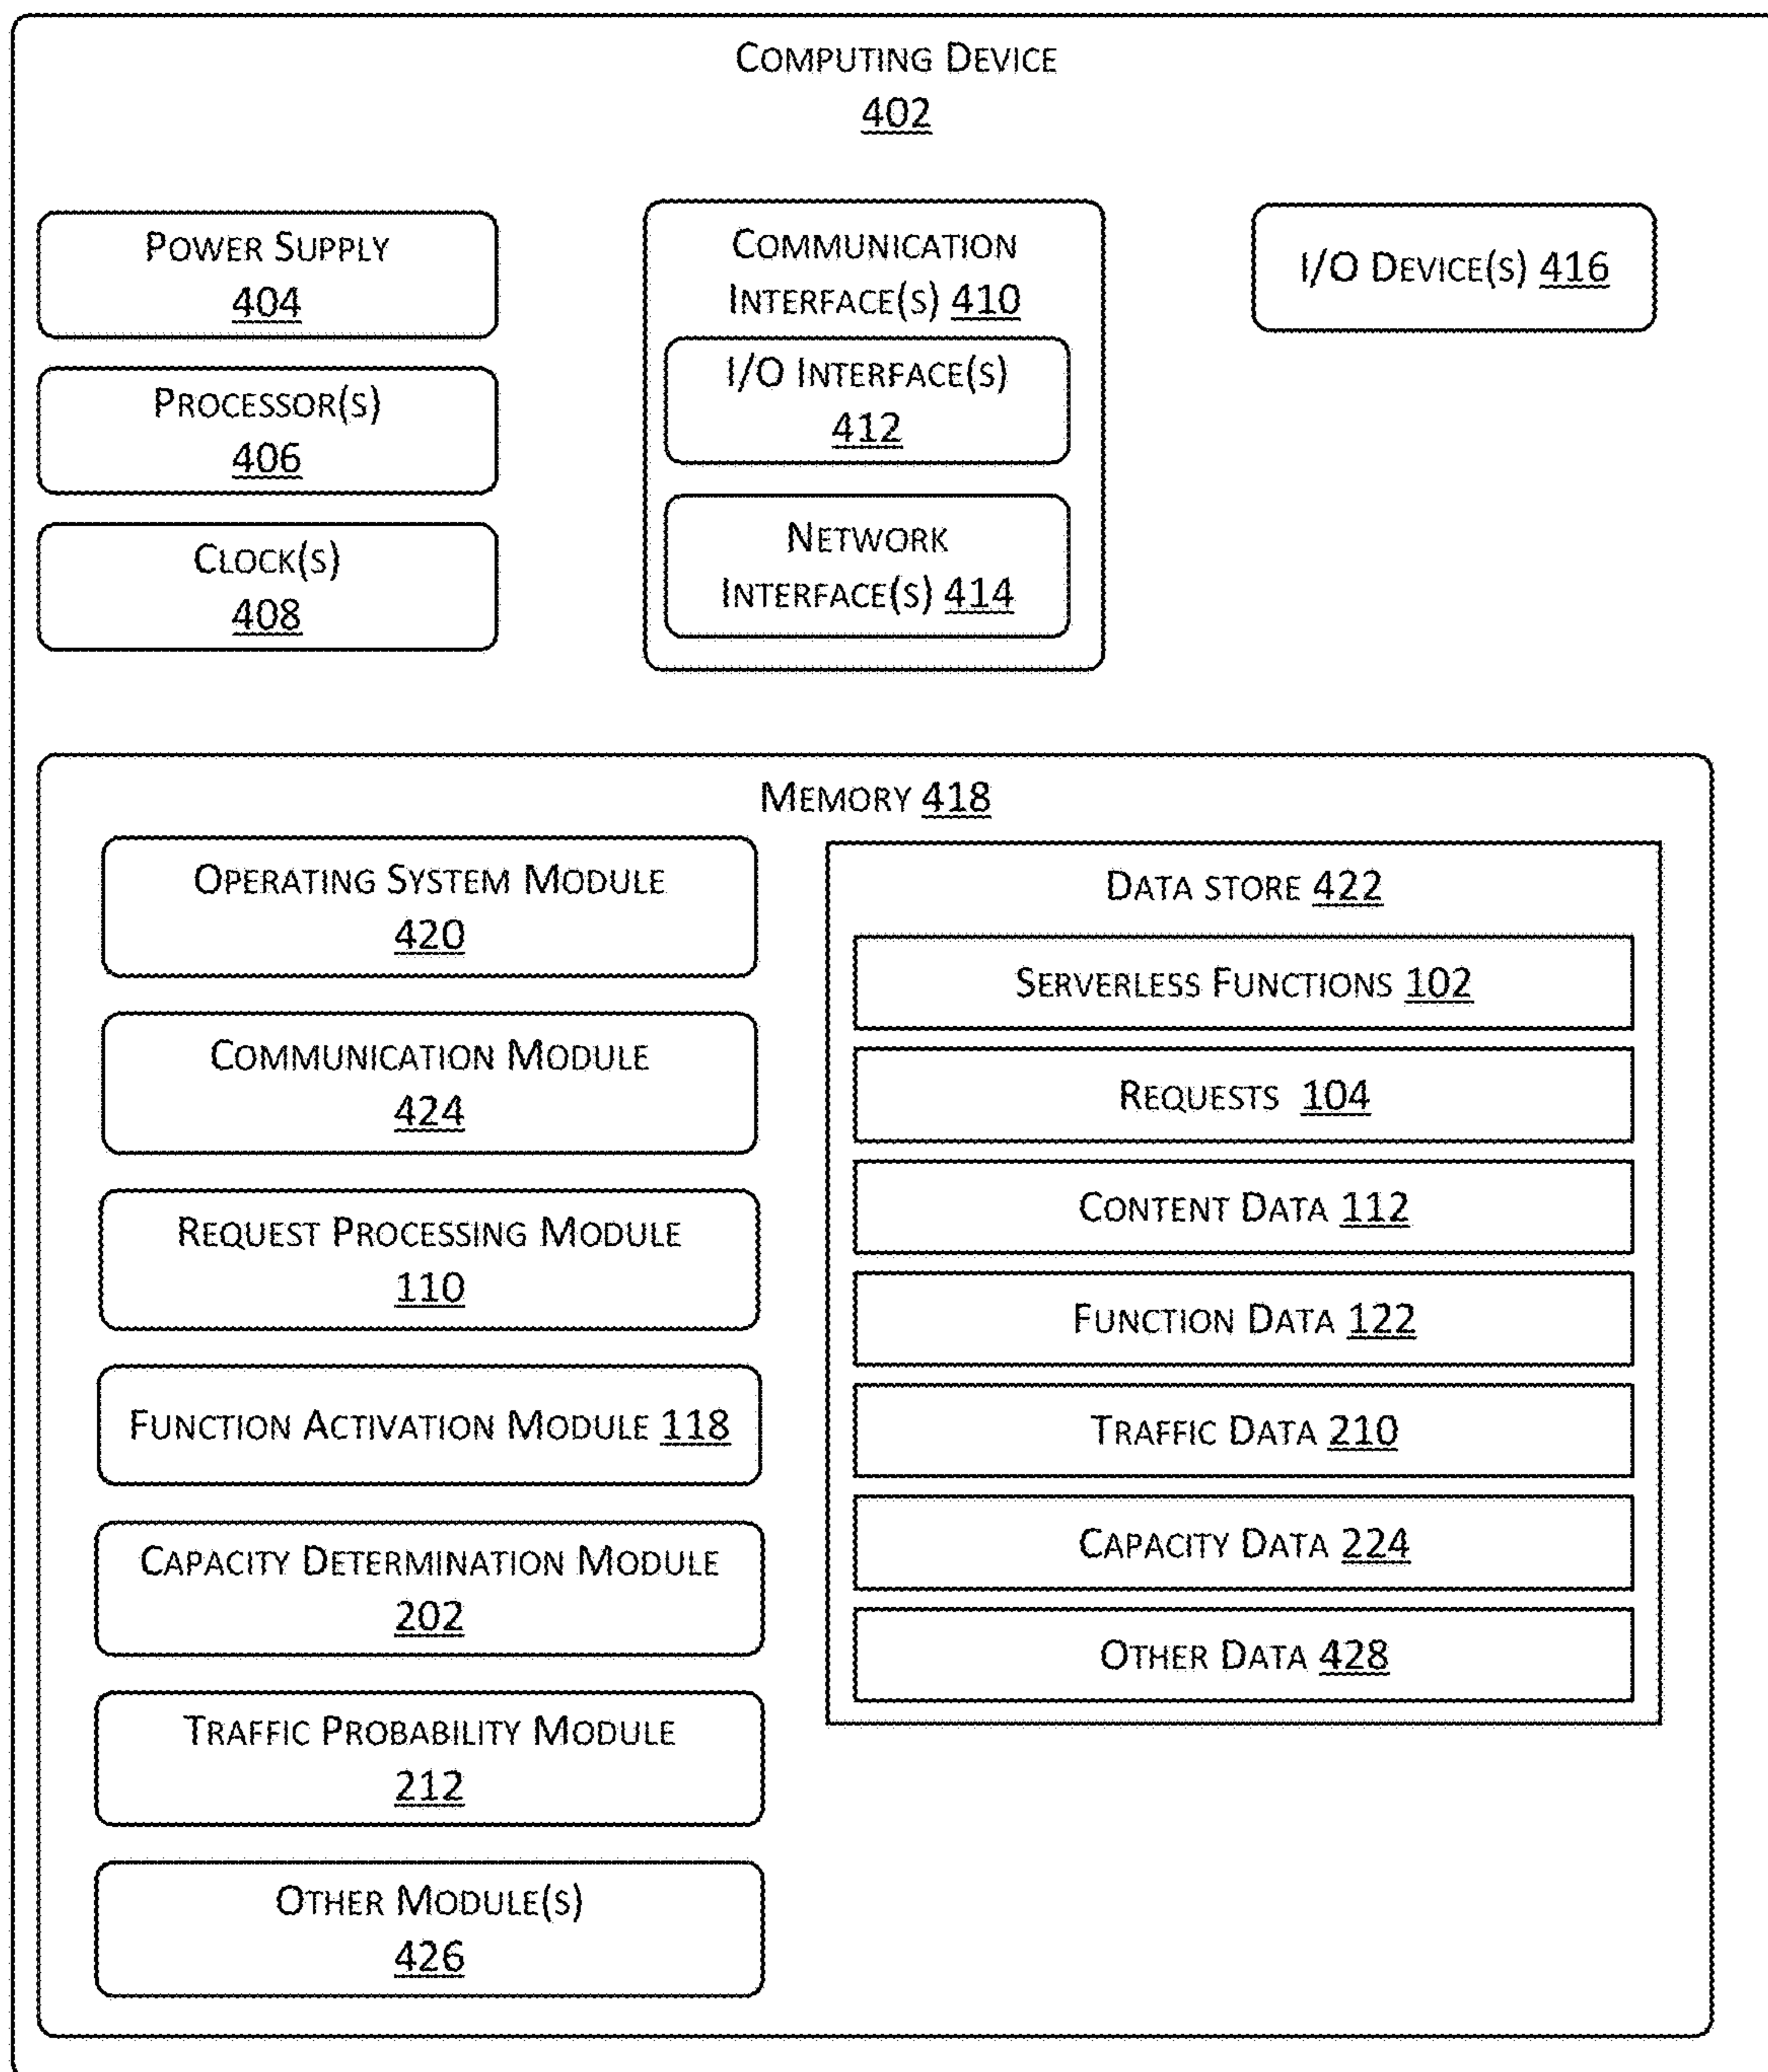 COMPUTING DEVICE
402
POWER SUPPLY
404
PROCESSOR(S)
406
CLOCK(S)
408
COMMUNICATION
INTERFACE(S) 410
I/O INTERFACE(S)
412
NETWORK
INTERFACE(S) 414
I/O DEVICE(S) 416
MEMORY 418
OPERATING SYSTEM MODULE
420
COMMUNICATION MODULE
424
REQUEST PROCESSING MODULE
110
FUNCTION ACTIVATION MODULE 118
CAPACITY DETERMINATION MODULE
202
TRAFFIC PROBABILITY MODULE
212
OTHER MODULE(S)
426
DATA STORE 422
SERVERLESS FUNCTIONS 102
REQUESTS 104
CONTENT DATA 112
FUNCTION DATA 122
TRAFFIC DATA 210
CAPACITY DATA 224
OTHER DATA 428